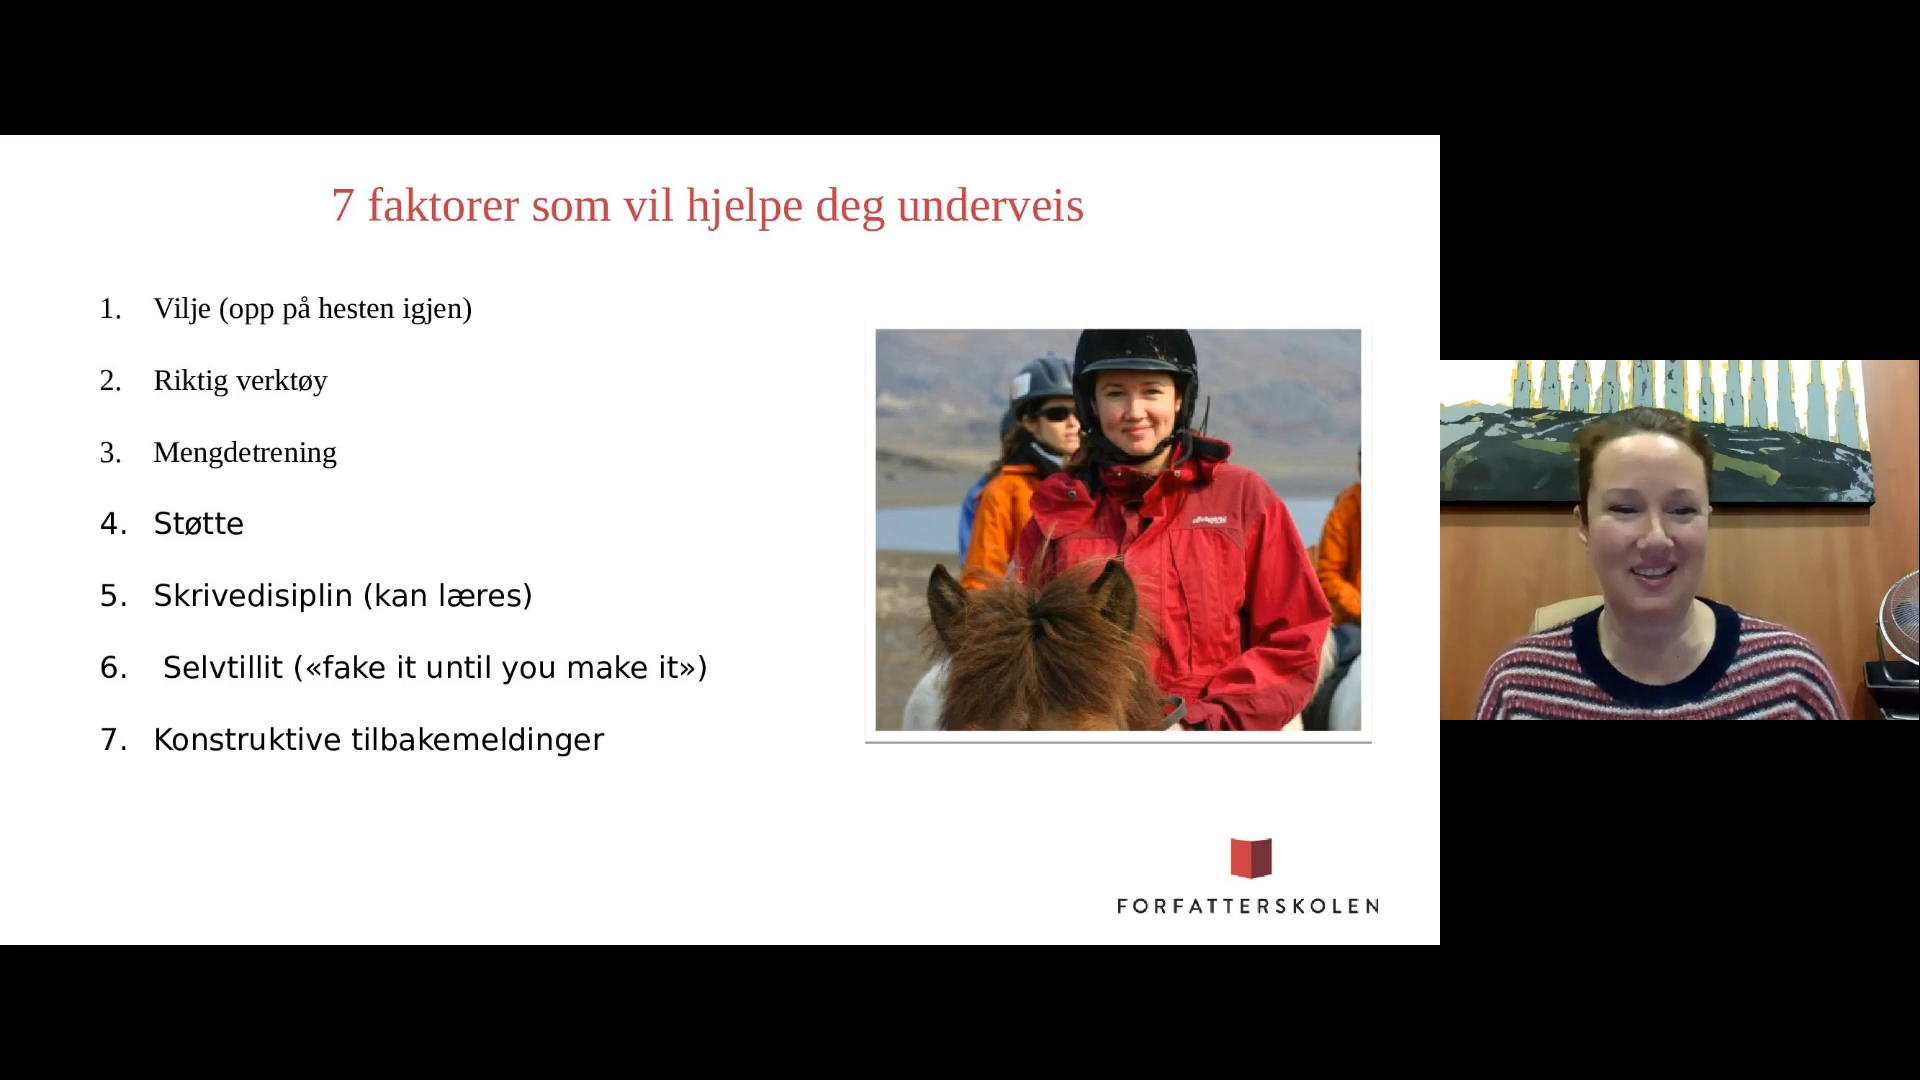 7 faktorer som vil hjelpe deg underveis
1. Vilje (opp på hesten igjen)
2. Riktig verktøy
3. Mengdetrening
4. Støtte
5. Skrivedisiplin (kan læres)
6. Selvtillit («fake it until you make it»)
7. Konstruktive tilbakemeldinger
FORFATTERSKOLEN